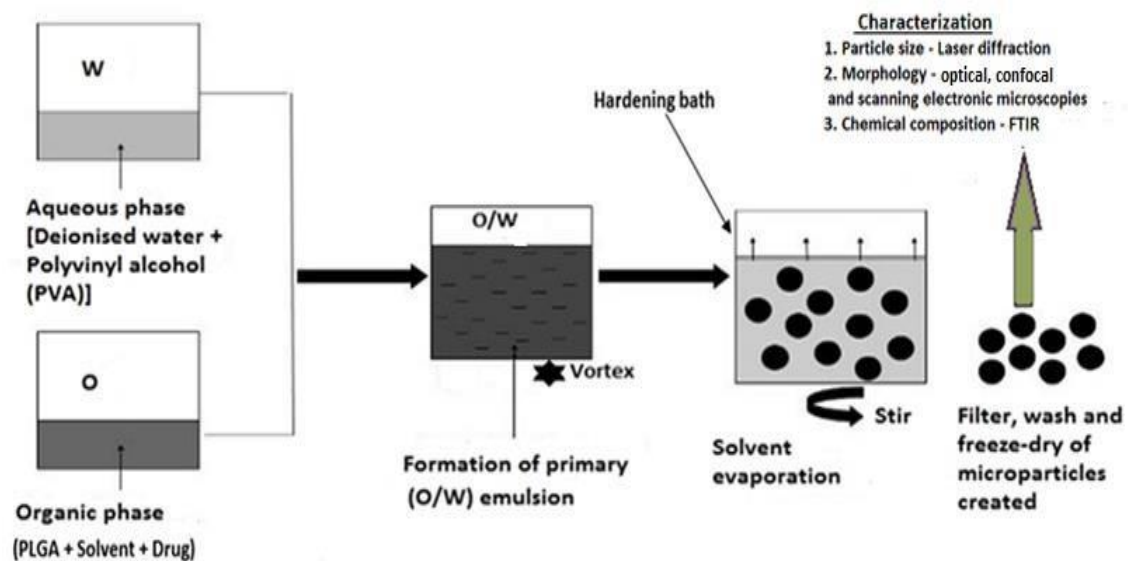 W
Aqueous phase
[Deionised water +
Polyvinyl alcohol
(PVA)]
O
Organic phase
(PLGA + Solvent + Drug)
O/W
Vortex
Formation of primary
(O/W) emulsion
Hardening bath
Stir
Solvent
evaporation
Characterization
1. Particle size - Laser diffraction
2. Morphology - optical, confocal
and scanning electronic microscopies
3. Chemical composition - FTIR
Filter, wash and
freeze-dry of
microparticles
created